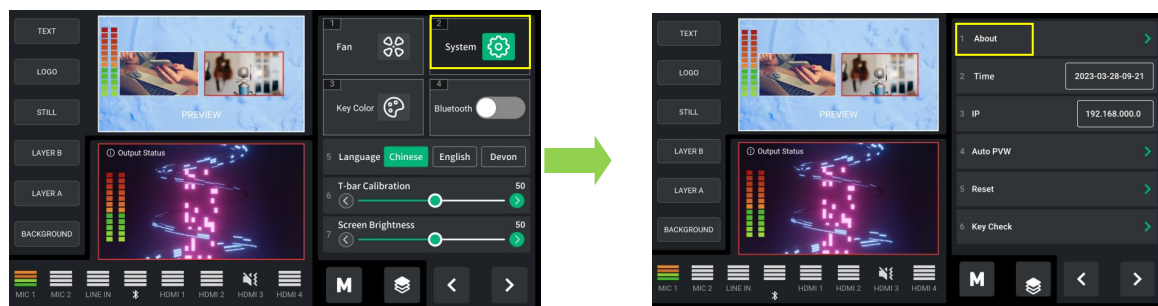 TEXT
LOGO
STILL
LAYER B
LAYER A
BACKGROUND
PREVIEW
Output Status
MIC 1 MIC 2 LINE IN HDMI 1 HDMI 2 HDMI 3 HDMI 4
1 Fan
2 System
3 Key Color
4 Bluetooth
5 Language Chinese English Devon
6 T-bar Calibration 50
7 Screen Brightness 50
M
TEXT
LOGO
STILL
LAYER B
LAYER A
BACKGROUND
PREVIEW
Output Status
MIC 1 MIC 2 LINE IN HDMI 1 HDMI 2 HDMI 3 HDMI 4
1 About
2 Time 2023-03-28-09-21
3 IP 192.168.000.0
4 Auto PVW
5 Reset
6 Key Check
M